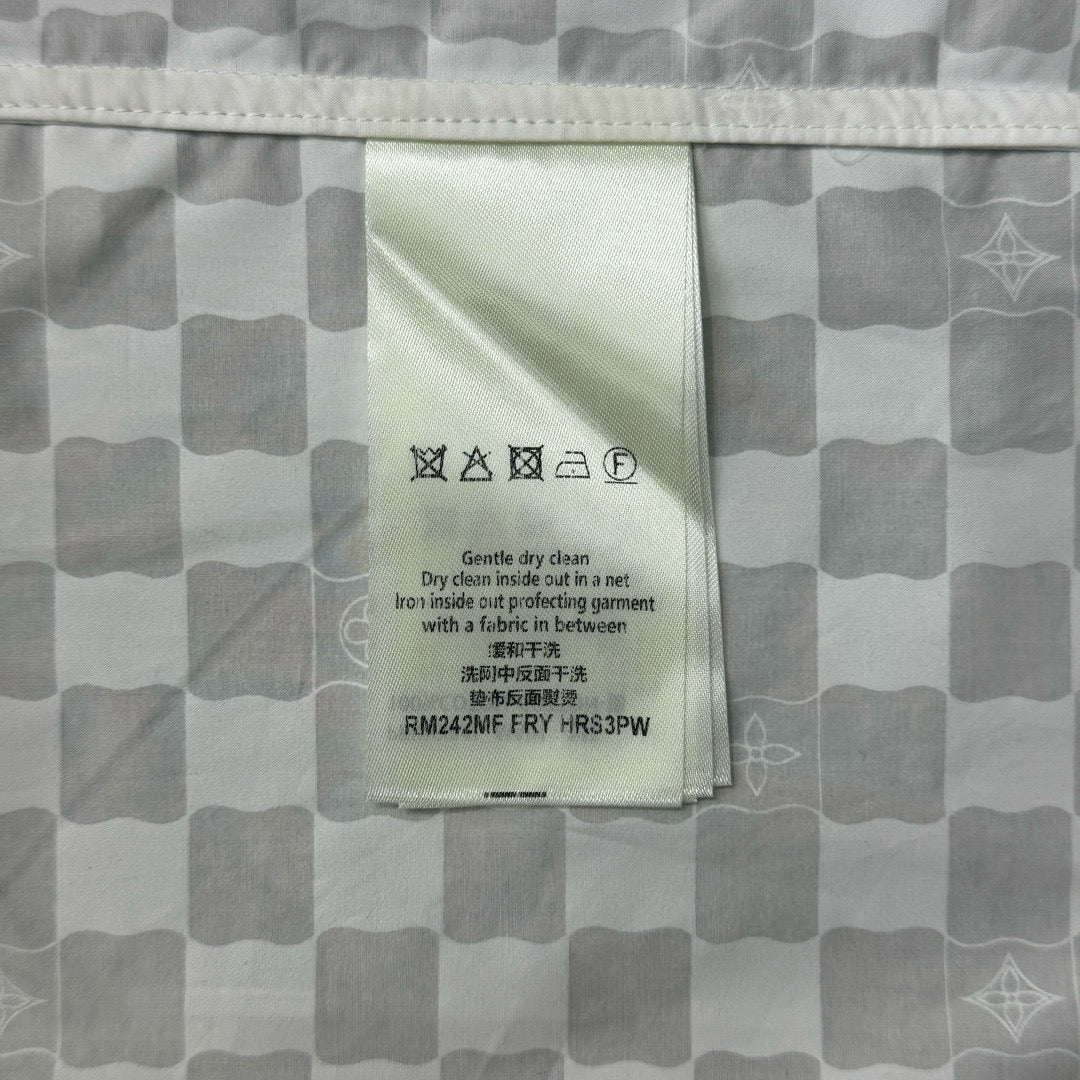 Gentle dry clean
Dry clean inside out in a net
Iron inside out profecting garment
with a fabric in between
缓和干洗
洗网中反面干洗
垫布反面熨烫
RM242MF FRY HRS3PW